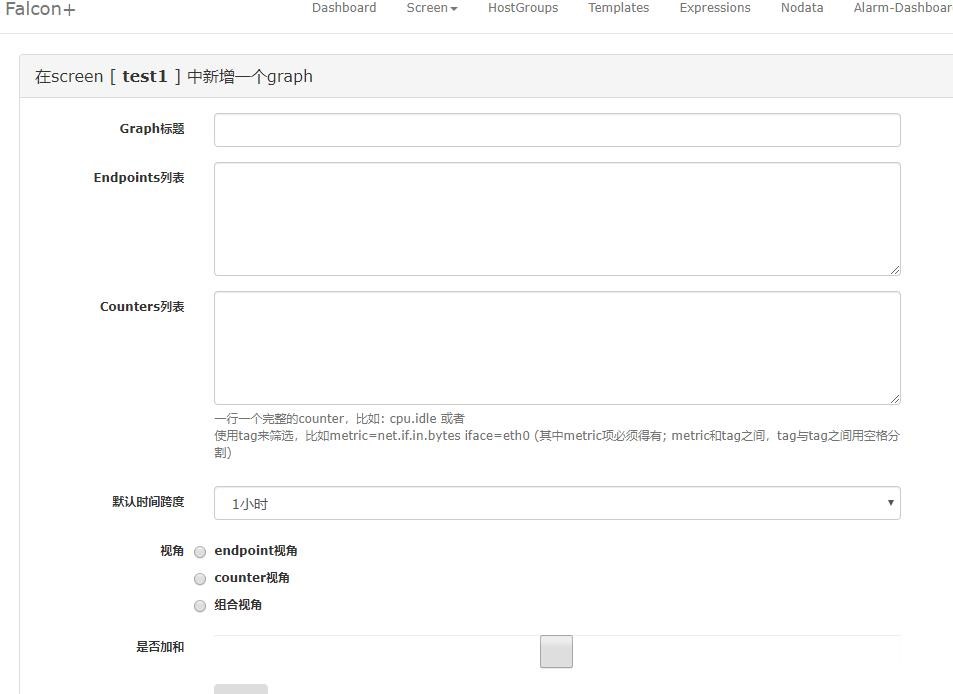 Falcon+ Dashboard Screen HostGroups Templates Expressions Nodata Alarm-Dashboar
在screen [ test1 ] 中新增一个graph
Graph标题
Endpoints列表
Counters列表
一行一个完整的counter，比如: cpu.idle 或者
使用tag来筛选，比如metric=net.if.in.bytes iface=eth0 (其中metric项必须得有; metric和tag之间，tag与tag之间用空格分
割)
默认时间跨度 1小时
视角 endpoint视角
counter视角
组合视角
是否加和